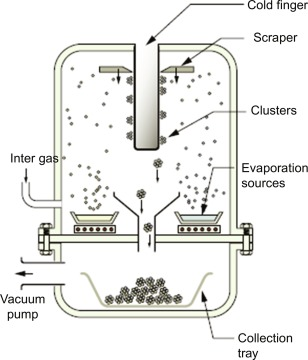 Cold finger
Scraper
Clusters
Inter gas
Evaporation
sources
Vacuum
pump
Collection
tray